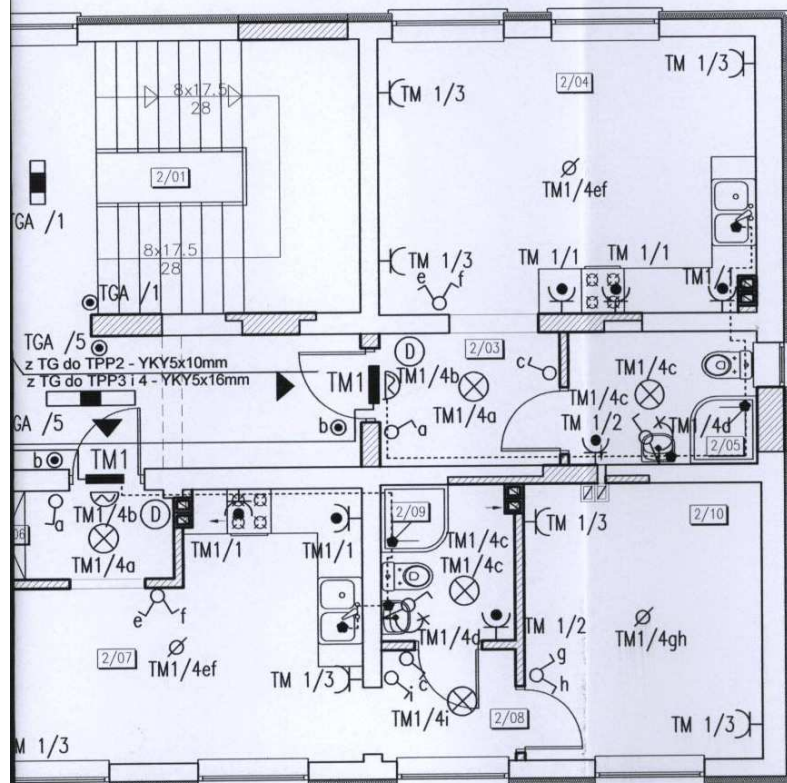 8x17.5
28
2/04
TM 1/3
TM 1/3
2/01
TM1/4ef
TGA /1
8x17.5
28
TM 1/3
TM 1/1
TM 1/1
TM1/1
e
f
TGA /1
TGA /5
D
2/03
z TG do TPP2 - YKY5x10mm
z TG do TPP3 i 4 - YKY5x16mm
TM1
TM1/4b
c
TM1/4c
TM1/4a
TM1/4c
TM 1/2
TM1/4d
GA /5
b
a
2/05
b
TM1
a
TM1/4b
D
2/09
TM 1/3
2/10
06
TM1/4a
TM1/1
TM1/1
TM1/4c
TM1/4c
e
f
TM1/4d
TM 1/2
TM1/4gh
2/07
TM1/4ef
TM 1/3
c
i
g
h
TM1/4i
2/08
TM 1/3
M 1/3